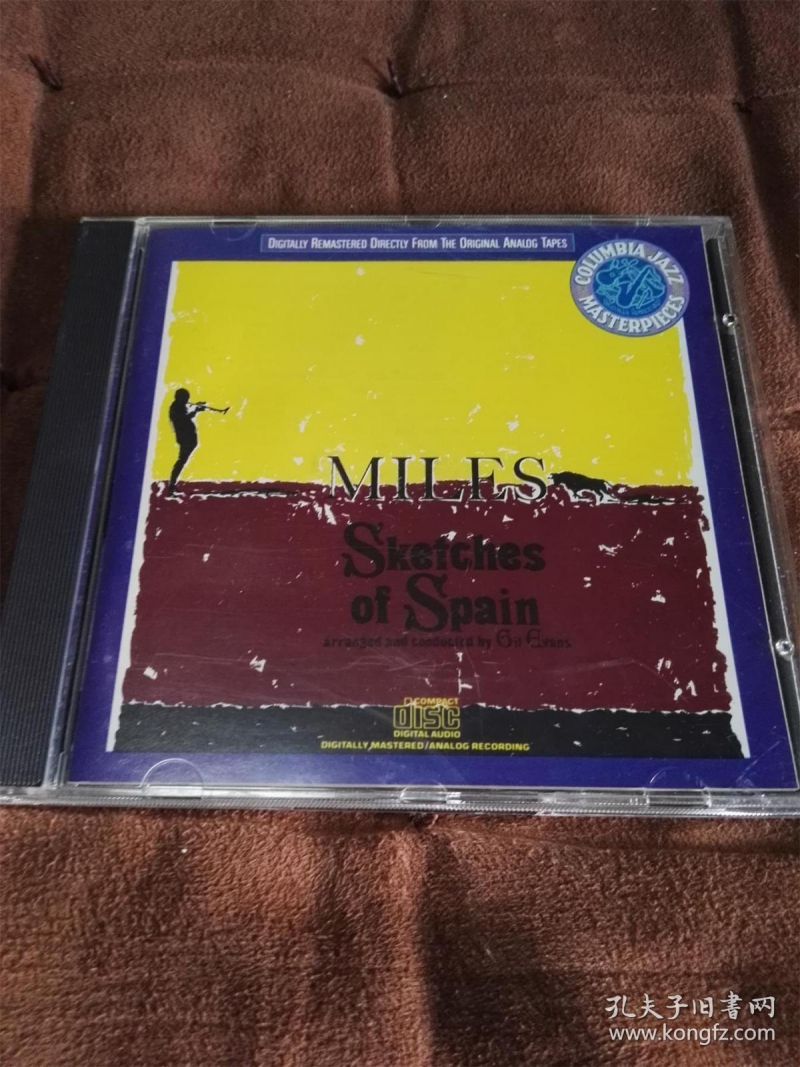 DIGITALLY REMASTERED DIRECTLY FROM THE ORIGINAL ANALOG TAPES
COLUMBIA JAZZ
MASTERPIECES
MILES
Sketches
of Spain
arranged and conducted by Gil Evans
COMPACT
disc
DIGITAL AUDIO
DIGITALLY MASTERED/ANALOG RECORDING
孔夫子旧書网
www.kongfz.com